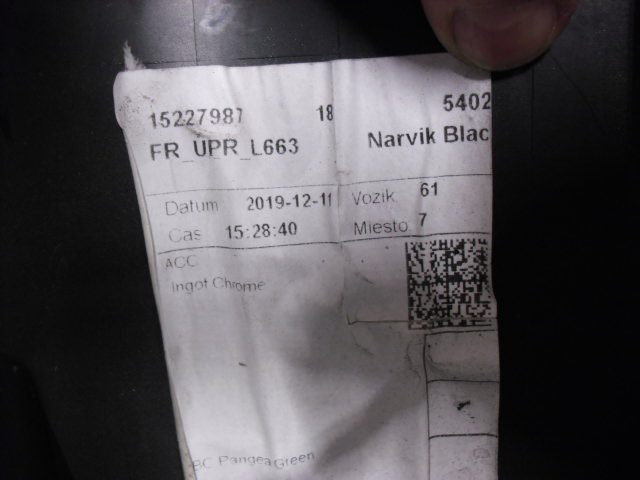 15227987 18 5402
FR_UPR_L663 Narvik Blac
Datum 2019-12-11 Vozik 61
Cas 15:28:40 Miesto 7
ACC
Ingot Chrome
BC Pangea Green